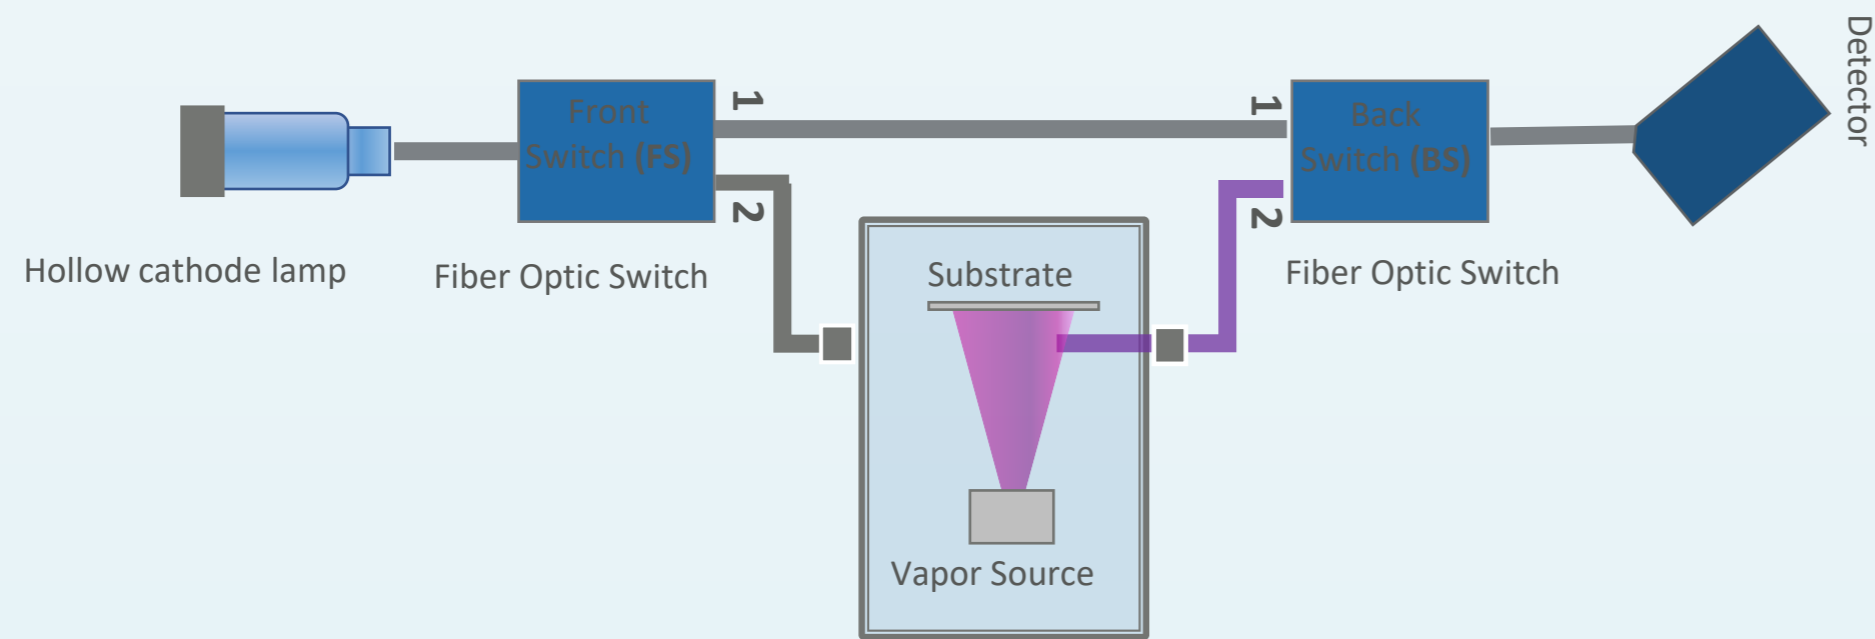 Detector
1
1
Front
Switch (FS)
Back
Switch (BS)
2
2
Hollow cathode lamp
Fiber Optic Switch
Substrate
Fiber Optic Switch
Vapor Source